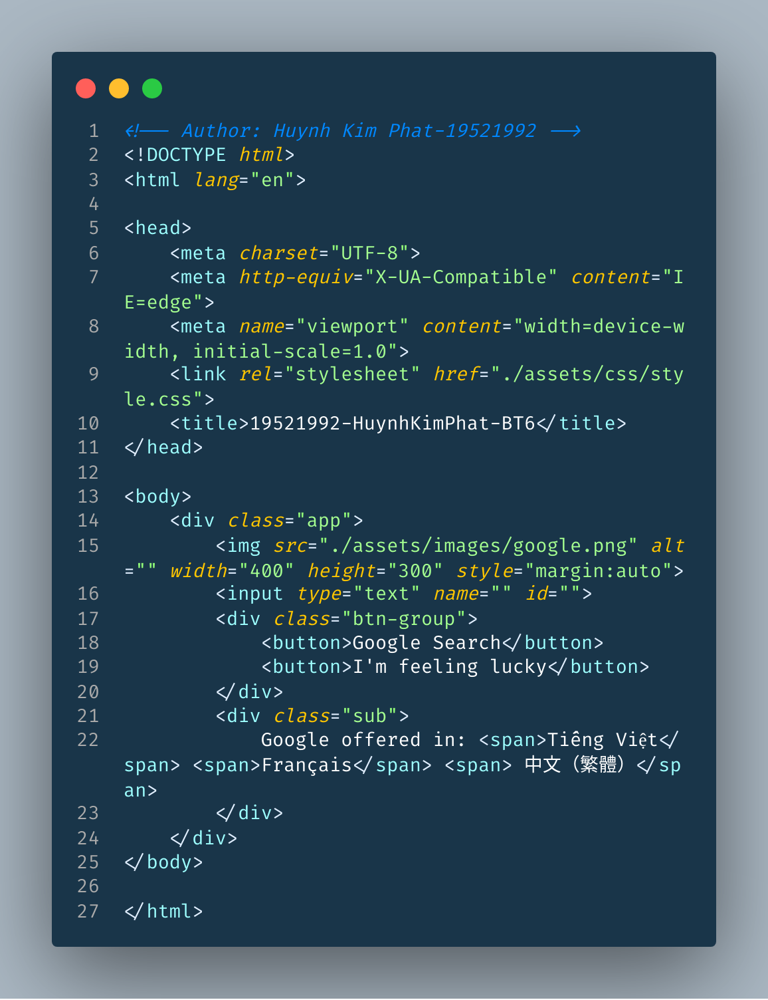 1 <!-- Author: Huynh Kim Phat-19521992 -->
2 <!DOCTYPE html>
3 <html lang="en">
4
5 <head>
6     <meta charset="UTF-8">
7     <meta http-equiv="X-UA-Compatible" content="I
E=edge">
8     <meta name="viewport" content="width=device-w
idth, initial-scale=1.0">
9     <link rel="stylesheet" href="./assets/css/sty
le.css">
10     <title>19521992-HuynhKimPhat-BT6</title>
11 </head>
12
13 <body>
14     <div class="app">
15         <img src="./assets/images/google.png" alt
="" width="400" height="300" style="margin:auto">
16         <input type="text" name="" id="">
17         <div class="btn-group">
18             <button>Google Search</button>
19             <button>I'm feeling lucky</button>
20         </div>
21         <div class="sub">
22             Google offered in: <span>Tiếng Việt</
span> <span>Français</span> <span> 中文（繁體）</sp
an>
23         </div>
24     </div>
25 </body>
26
27 </html>